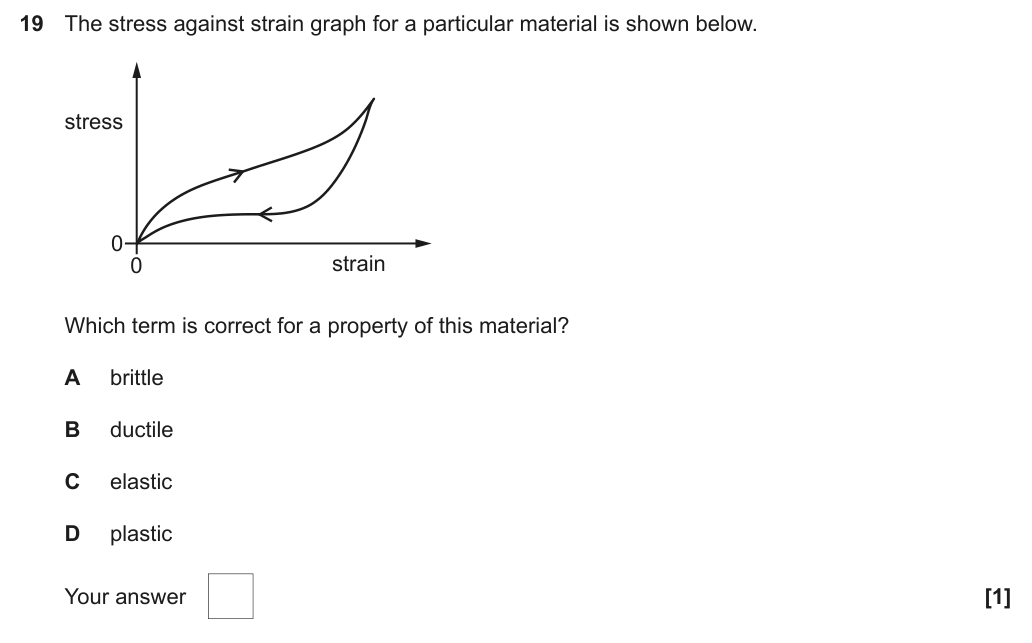 19 The stress against strain graph for a particular material is shown below.
stress
0
0
strain
Which term is correct for a property of this material?
A brittle
B ductile
C elastic
D plastic
Your answer
[1]